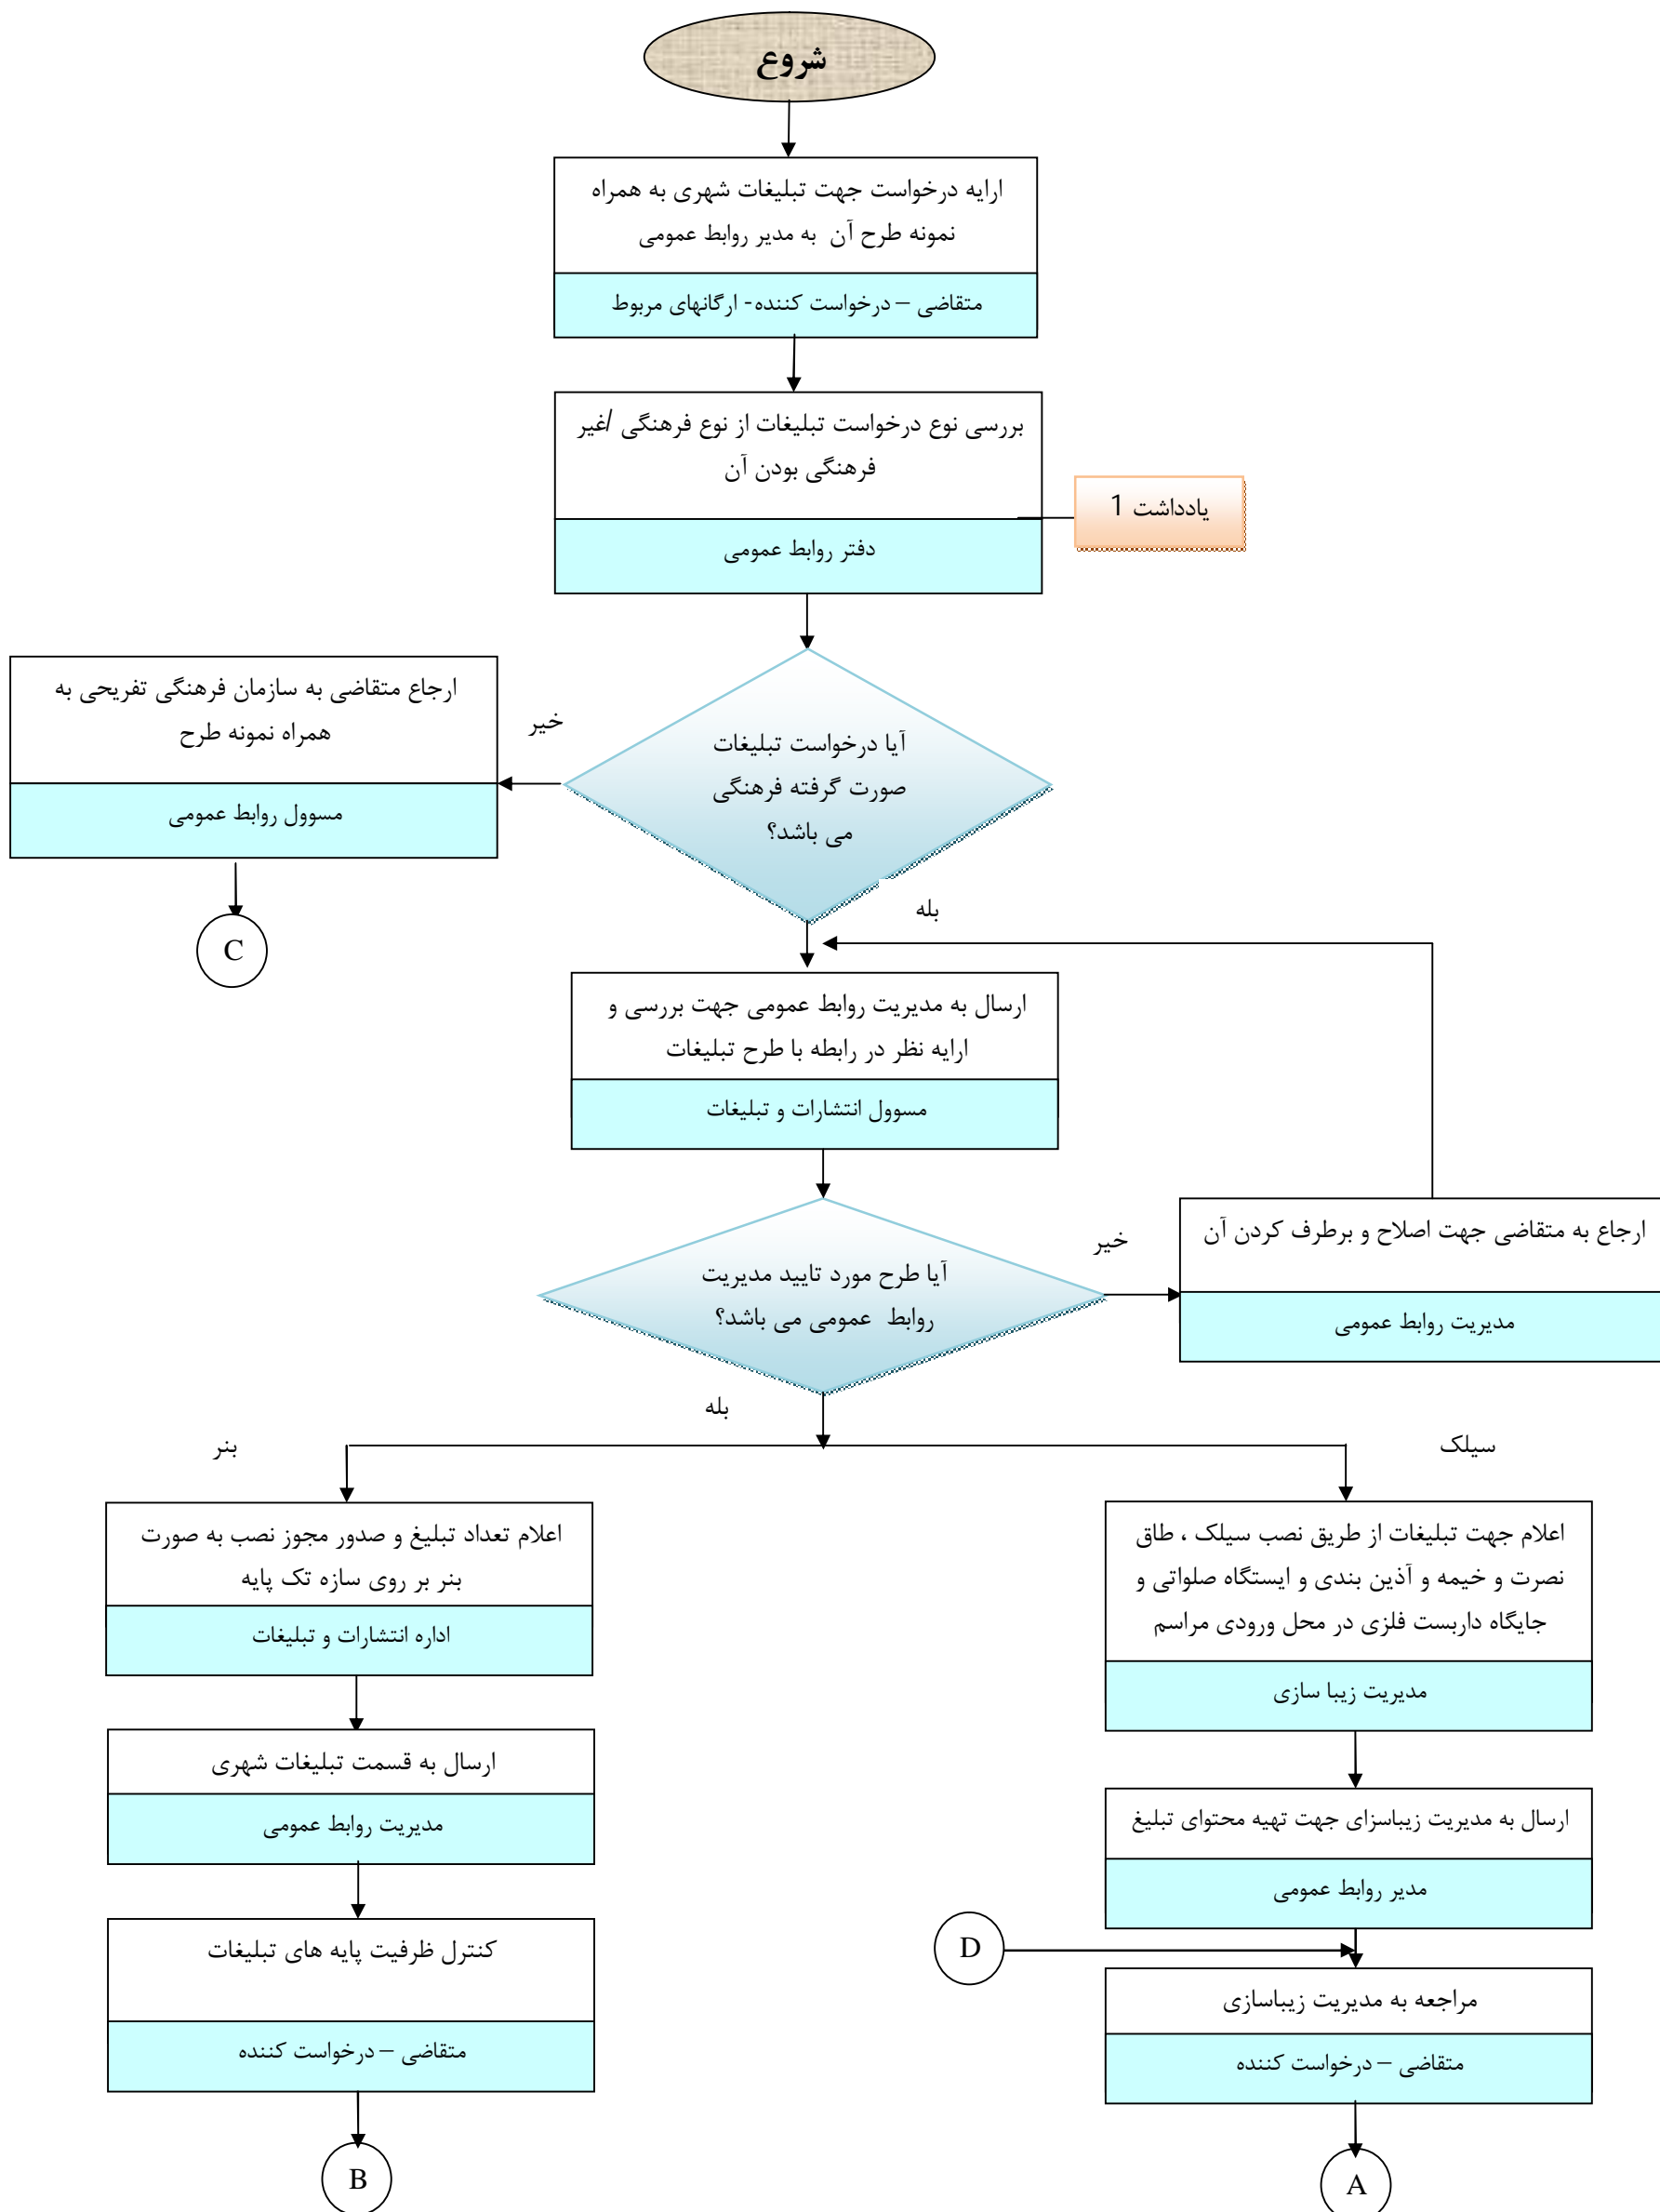 شروع
ارایه درخواست جهت تبلیغات شهری به همراه
نمونه طرح آن به مدیر روابط عمومی
متقاضی – درخواست کننده- ارگانهای مربوط
بررسی نوع درخواست تبلیغات از نوع فرهنگی /غیر
فرهنگی بودن آن
دفتر روابط عمومی
یادداشت 1
آیا درخواست تبلیغات
صورت گرفته فرهنگی
می باشد؟
خیر
ارجاع متقاضی به سازمان فرهنگی تفریحی به
همراه نمونه طرح
مسوول روابط عمومی
C
بله
ارسال به مدیریت روابط عمومی جهت بررسی و
ارایه نظر در رابطه با طرح تبلیغات
مسوول انتشارات و تبلیغات
آیا طرح مورد تایید مدیریت
روابط عمومی می باشد؟
خیر
ارجاع به متقاضی جهت اصلاح و برطرف کردن آن
مدیریت روابط عمومی
بله
سیلک
اعلام جهت تبلیغات از طریق نصب سیلک ، طاق
نصرت و خیمه و آذین بندی و ایستگاه صلواتی و
جایگاه داربست فلزی در محل ورودی مراسم
مدیریت زیبا سازی
ارسال به مدیریت زیباسزای جهت تهیه محتوای تبلیغ
مدیر روابط عمومی
D
مراجعه به مدیریت زیباسازی
متقاضی – درخواست کننده
A
بنر
اعلام تعداد تبلیغ و صدور مجوز نصب به صورت
بنر بر روی سازه تک پایه
اداره انتشارات و تبلیغات
ارسال به قسمت تبلیغات شهری
مدیریت روابط عمومی
کنترل ظرفیت پایه های تبلیغات
متقاضی – درخواست کننده
B